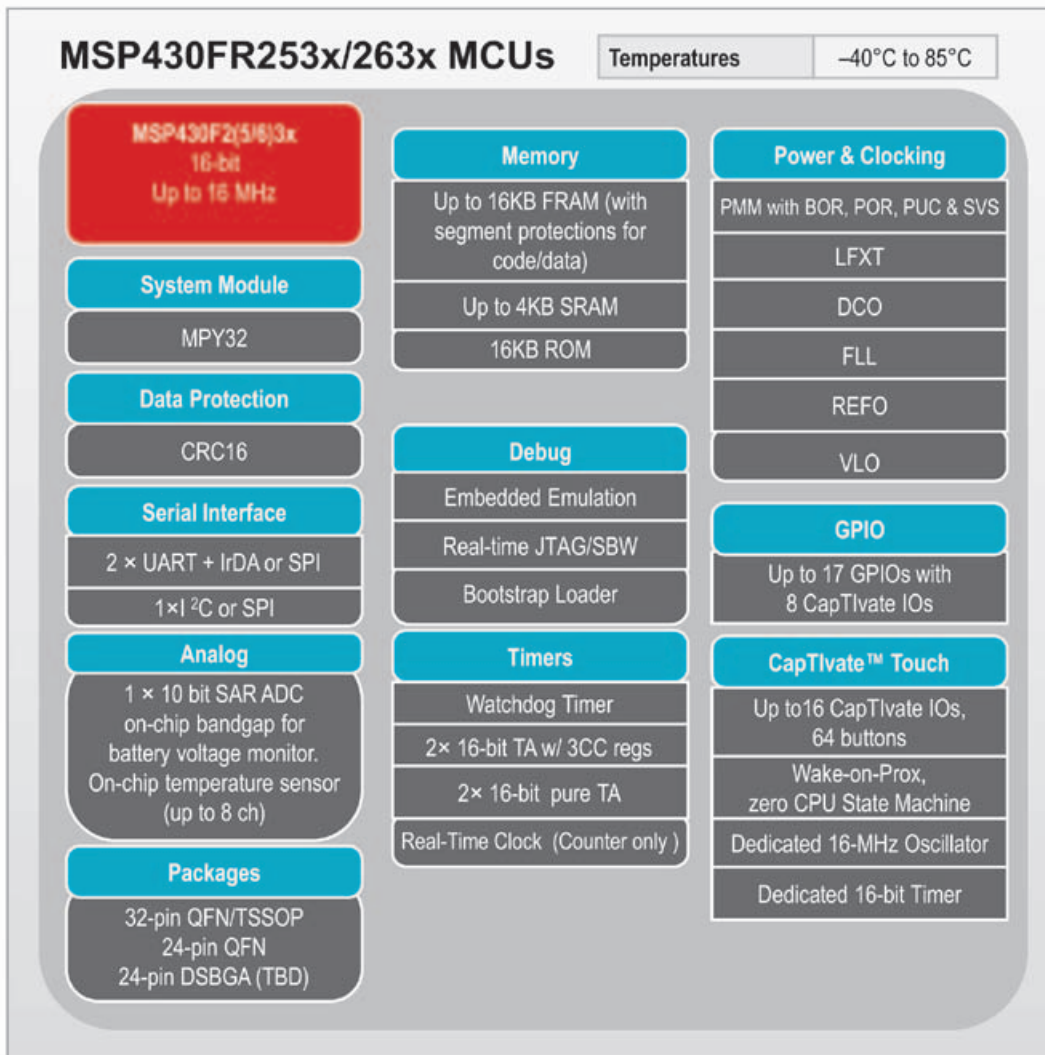 MSP430FR253x/263x MCUs
Temperatures
–40°C to 85°C
MSP430F2(5/6)3x
16-bit
Up to 16 MHz
System Module
MPY32
Data Protection
CRC16
Serial Interface
2 × UART + IrDA or SPI
1×I ²C or SPI
Analog
1 × 10 bit SAR ADC
on-chip bandgap for
battery voltage monitor.
On-chip temperature sensor
(up to 8 ch)
Packages
32-pin QFN/TSSOP
24-pin QFN
24-pin DSBGA (TBD)
Memory
Up to 16KB FRAM (with
segment protections for
code/data)
Up to 4KB SRAM
16KB ROM
Debug
Embedded Emulation
Real-time JTAG/SBW
Bootstrap Loader
Timers
Watchdog Timer
2× 16-bit TA w/ 3CC regs
2× 16-bit pure TA
Real-Time Clock (Counter only )
Power & Clocking
PMM with BOR, POR, PUC & SVS
LFXT
DCO
FLL
REFO
VLO
GPIO
Up to 17 GPIOs with
8 CapTIvate IOs
CapTIvate™ Touch
Up to16 CapTIvate IOs,
64 buttons
Wake-on-Prox,
zero CPU State Machine
Dedicated 16-MHz Oscillator
Dedicated 16-bit Timer